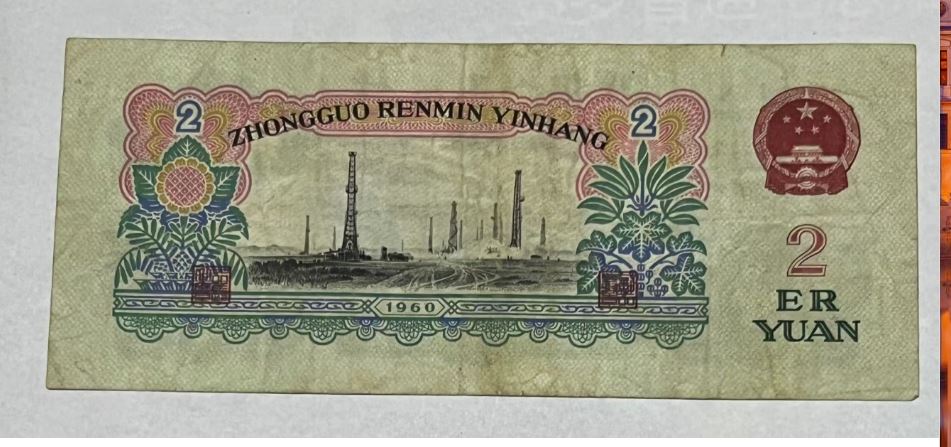 2 2
ZHONGGUO RENMIN YINHANG
1960
2
ER
YUAN